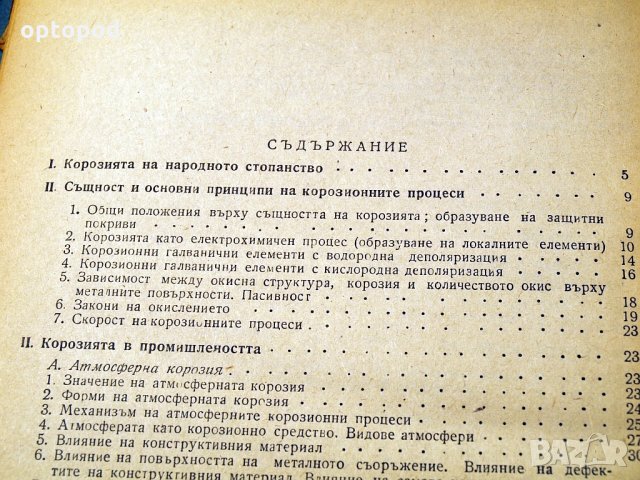 optopod
СЪДЪРЖАНИЕ
I. Корозията на народното стопанство . . . . . . . . . . . 5
II. Същност и основни принципи на корозионните процеси . . . . 9
1. Общи положения върху същността на корозията; образуване на защитни
покриви . . . . . . . . . . . . . . . . . . . . . 9
2. Корозията като електрохимичен процес (образуване на локалните елементи) 10
3. Корозионни галванични елементи с водородна деполяризация . . . . 14
4. Корозионни галванични елементи с кислородна деполяризация . . . . 16
5. Зависимост между окисна структура, корозия и количеството окис върху
металните повърхности. Пасивност . . . . . . . . . . . . 18
6. Закони на окислението . . . . . . . . . . . . . . . . 19
7. Скорост на корозионните процеси . . . . . . . . . . . . . 23
II. Корозията в промишлеността . . . . . . . . . . . . . . 23
А. Атмосферна корозия . . . . . . . . . . . . . . . . 23
1. Значение на атмосферната корозия . . . . . . . . . . . . 23
2. Форми на атмосферната корозия . . . . . . . . . . . . . 24
3. Механизъм на атмосферните корозионни процеси . . . . . . . 25
4. Атмосферата като корозионно средство. Видове атмосфери . . . . 27
5. Влияние на конструктивния материал . . . . . . . . . . . 30
6. Влияние на повърхността на металното съоръжение. Влияние на дефек-
тите на конструктивния материал. Влияние на
BAZAR